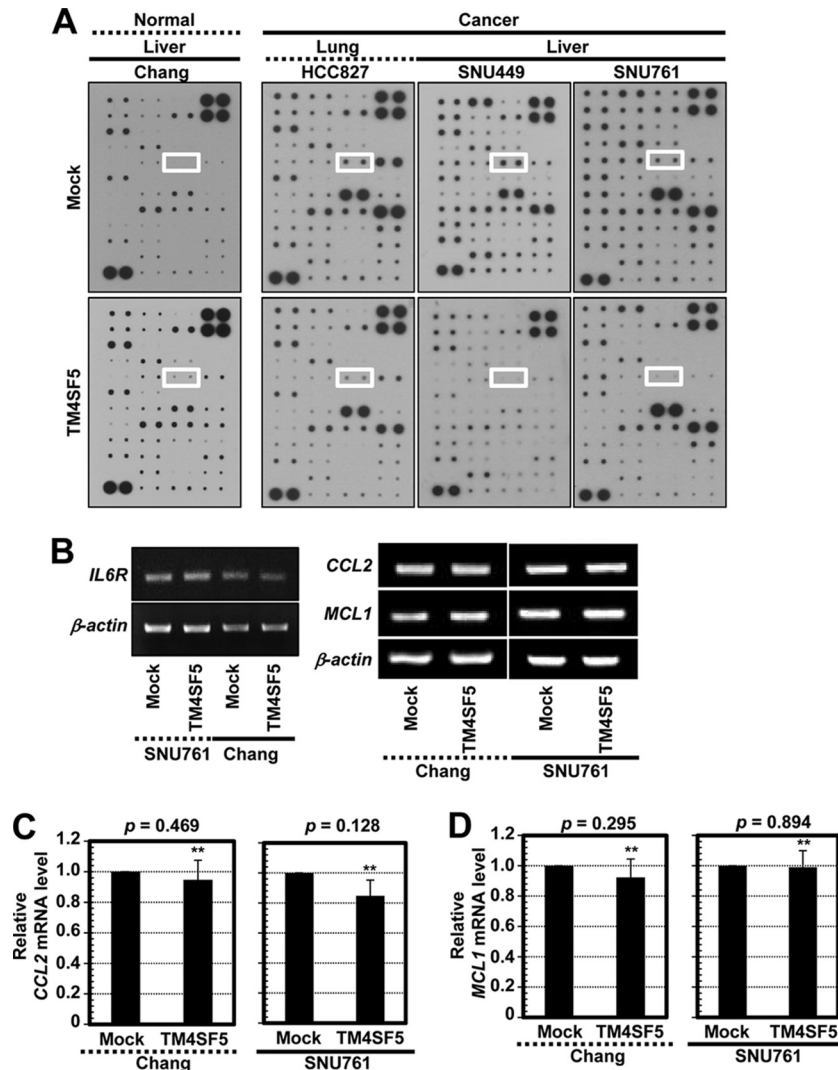 A
Normal
Cancer
Liver
Lung
Liver
Chang
HCC827
SNU449
SNU761
Mock
TM4SF5
B
IL6R
β-actin
Mock
TM4SF5
Mock
TM4SF5
SNU761
Chang
CCL2
MCL1
β-actin
Mock
TM4SF5
Mock
TM4SF5
Chang
SNU761
C
p = 0.469
p = 0.128
Relative
CCL2 mRNA level
1.2
1.0
0.8
0.6
0.4
0.2
0
**
**
Mock TM4SF5
Mock TM4SF5
Chang
SNU761
D
p = 0.295
p = 0.894
Relative
MCL1 mRNA level
1.2
1.0
0.8
0.6
0.4
0.2
0
**
**
Mock TM4SF5
Mock TM4SF5
Chang
SNU761